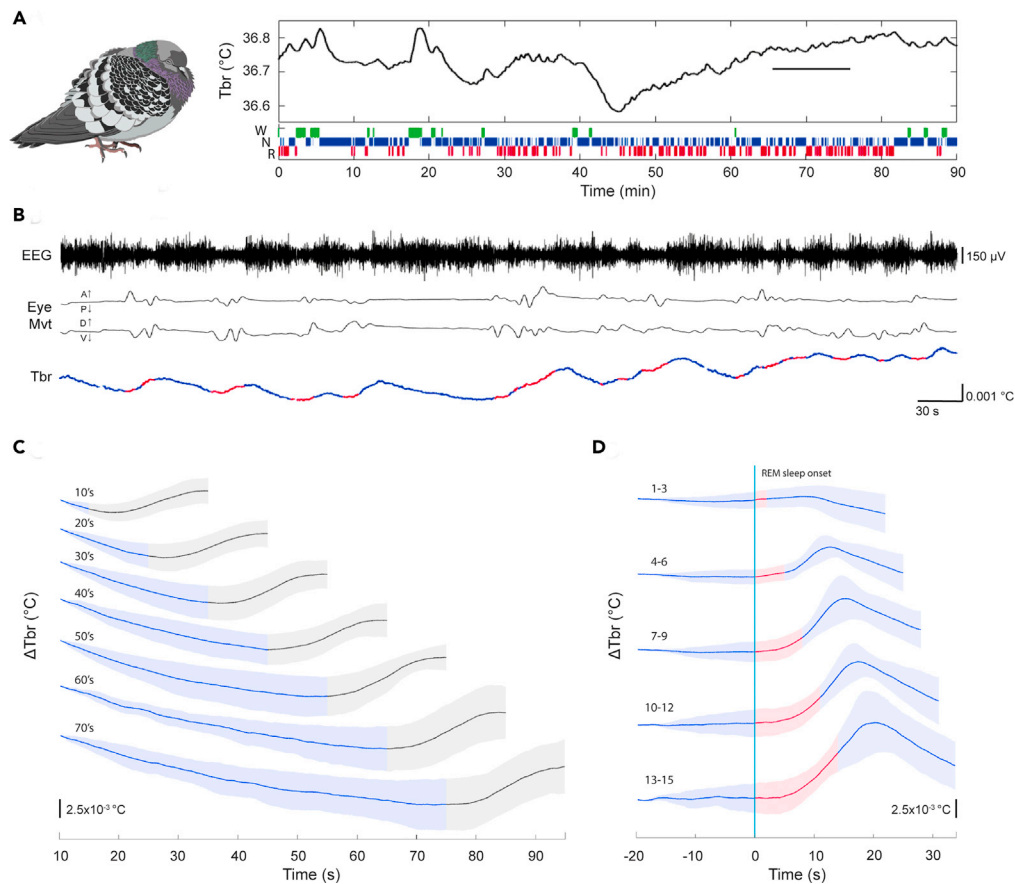 A
Tbr (°C)
36.8
36.7
36.6
W
N
R
0 10 20 30 40 50 60 70 80 90
Time (min)
B
EEG
150 µV
Eye
Mvt
A↑
P↓
D↑
V↓
Tbr
0.001 °C
30 s
C
ΔTbr (°C)
10's
20's
30's
40's
50's
60's
70's
2.5x10⁻³ °C
10 20 30 40 50 60 70 80 90
Time (s)
D
REM sleep onset
ΔTbr (°C)
1-3
4-6
7-9
10-12
13-15
2.5x10⁻³ °C
-20 -10 0 10 20 30
Time (s)